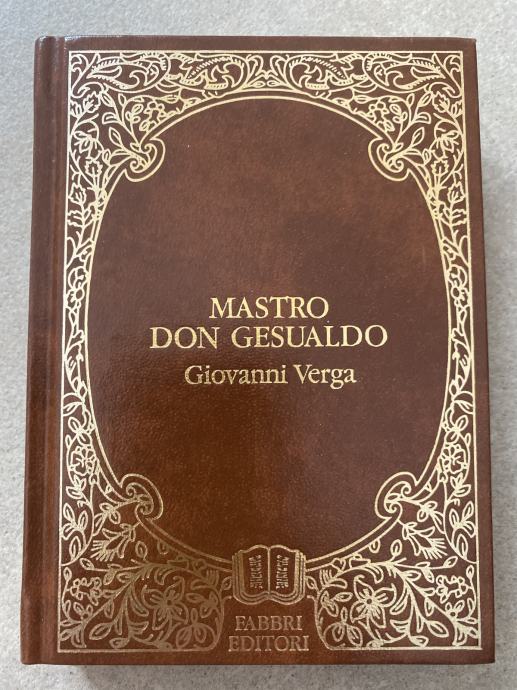 MASTRO
DON GESUALDO
Giovanni Verga
FABBRI
EDITORI